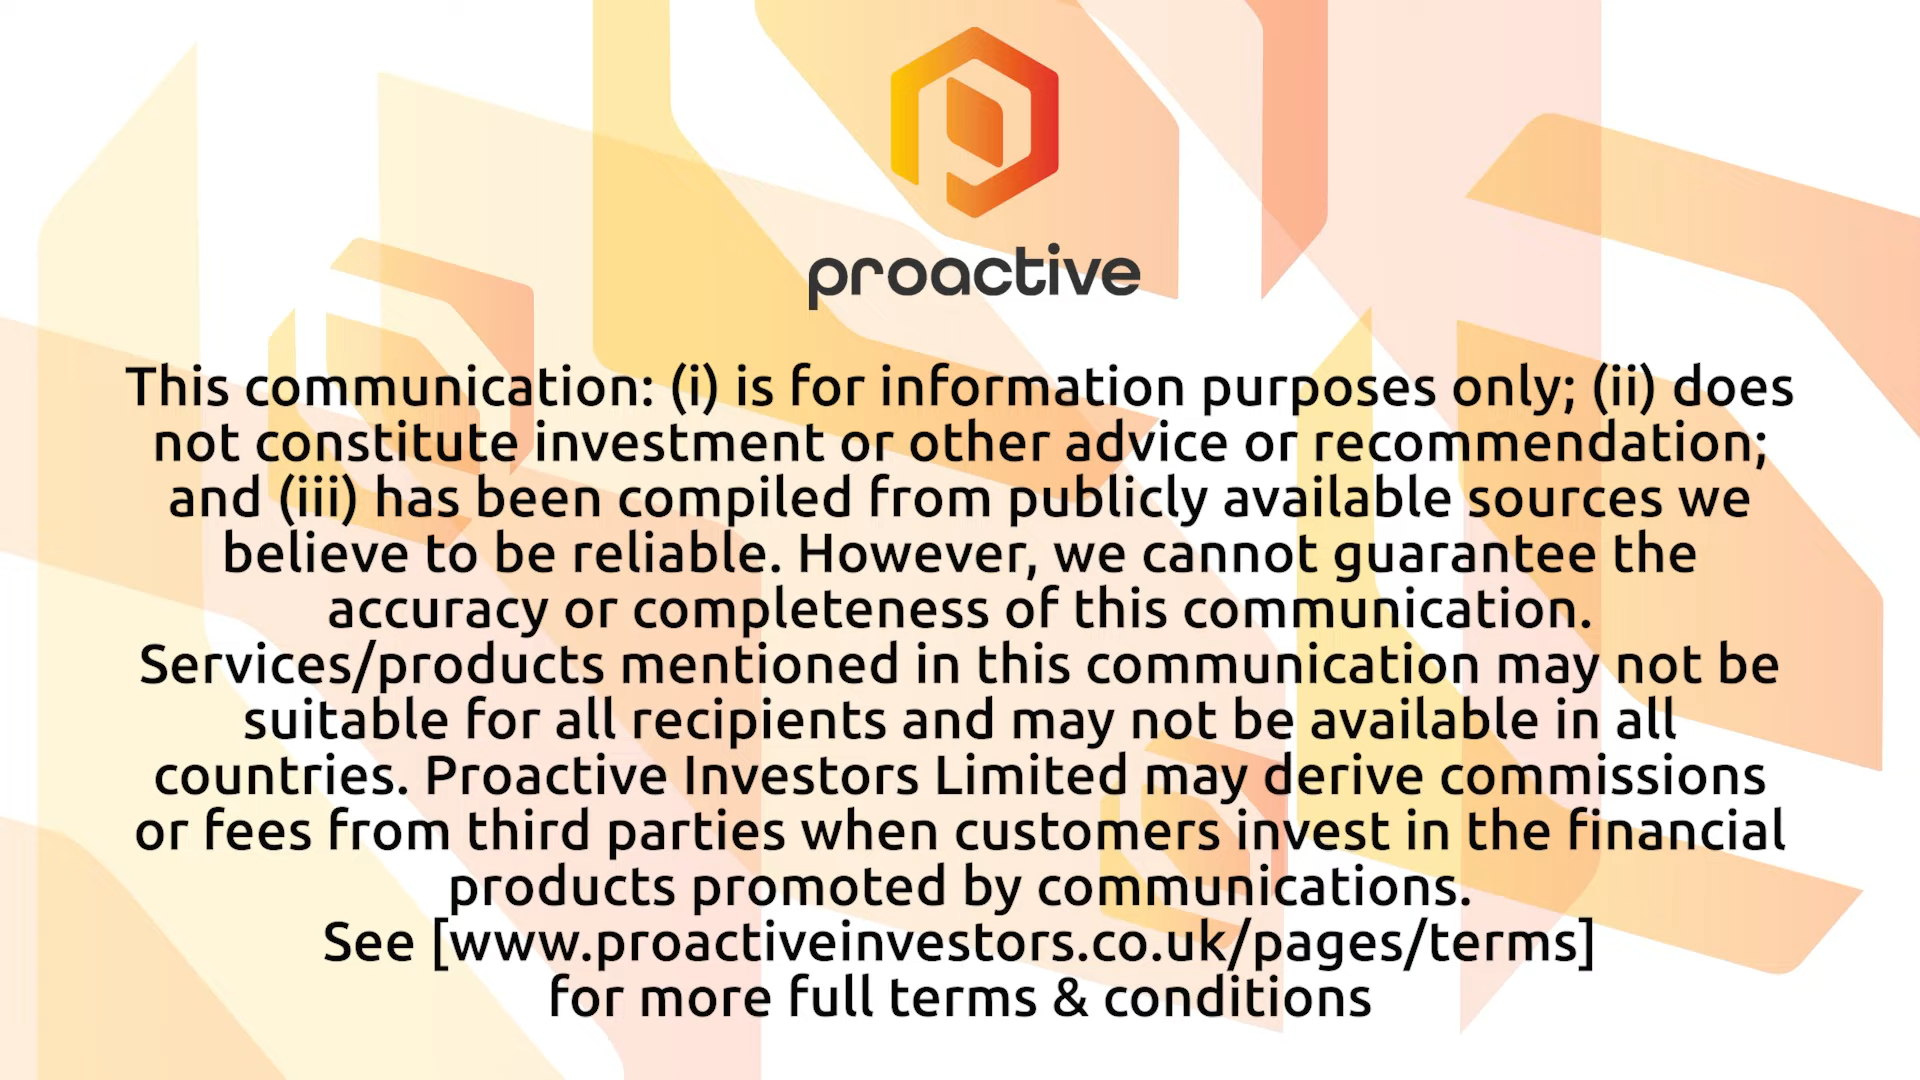 proactive
This communication: (i) is for information purposes only; (ii) does
not constitute investment or other advice or recommendation;
and (iii) has been compiled from publicly available sources we
believe to be reliable. However, we cannot guarantee the
accuracy or completeness of this communication.
Services/products mentioned in this communication may not be
suitable for all recipients and may not be available in all
countries. Proactive Investors Limited may derive commissions
or fees from third parties when customers invest in the financial
products promoted by communications.
See [www.proactiveinvestors.co.uk/pages/terms]
for more full terms & conditions